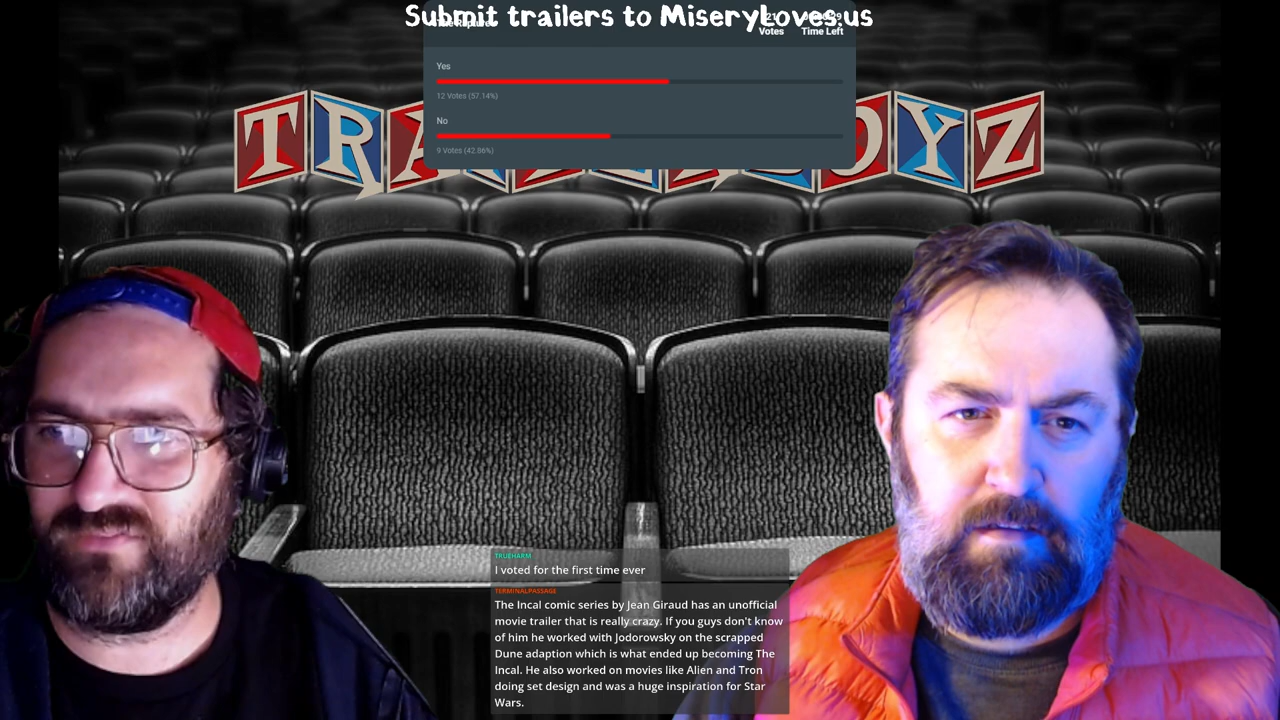 Submit trailers to MiseryLoves.us
Votes
Time Left
Yes
12 Votes (57.14%)
No
9 Votes (42.86%)
TRUEHARM
I voted for the first time ever
TERMINALPASSAGE
The Incal comic series by Jean Giraud has an unofficial
movie trailer that is really crazy. If you guys don't know
of him he worked with Jodorowsky on the scrapped
Dune adaption which is what ended up becoming The
Incal. He also worked on movies like Alien and Tron
doing set design and was a huge inspiration for Star
Wars.